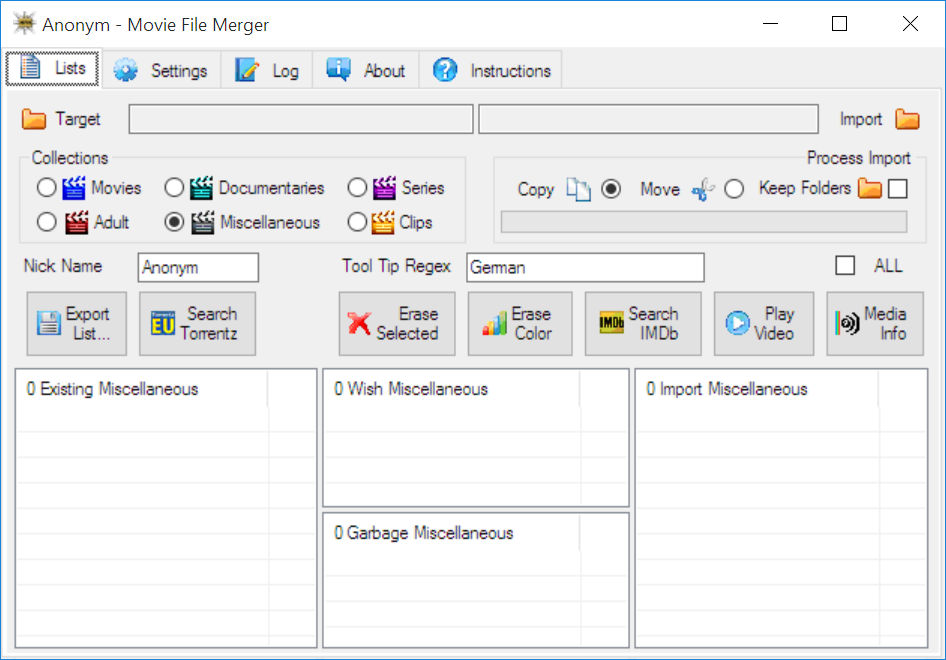 Anonym - Movie File Merger
Lists Settings Log About Instructions
Target Import
Collections Process Import
Movies Documentaries Series Copy Move Keep Folders
Adult Miscellaneous Clips
Nick Name Anonym Tool Tip Regex German ALL
Export List...
EU Search Torrentz
Erase Selected
Erase Color
IMDb Search IMDb
Play Video
Media Info
0 Existing Miscellaneous
0 Wish Miscellaneous
0 Import Miscellaneous
0 Garbage Miscellaneous